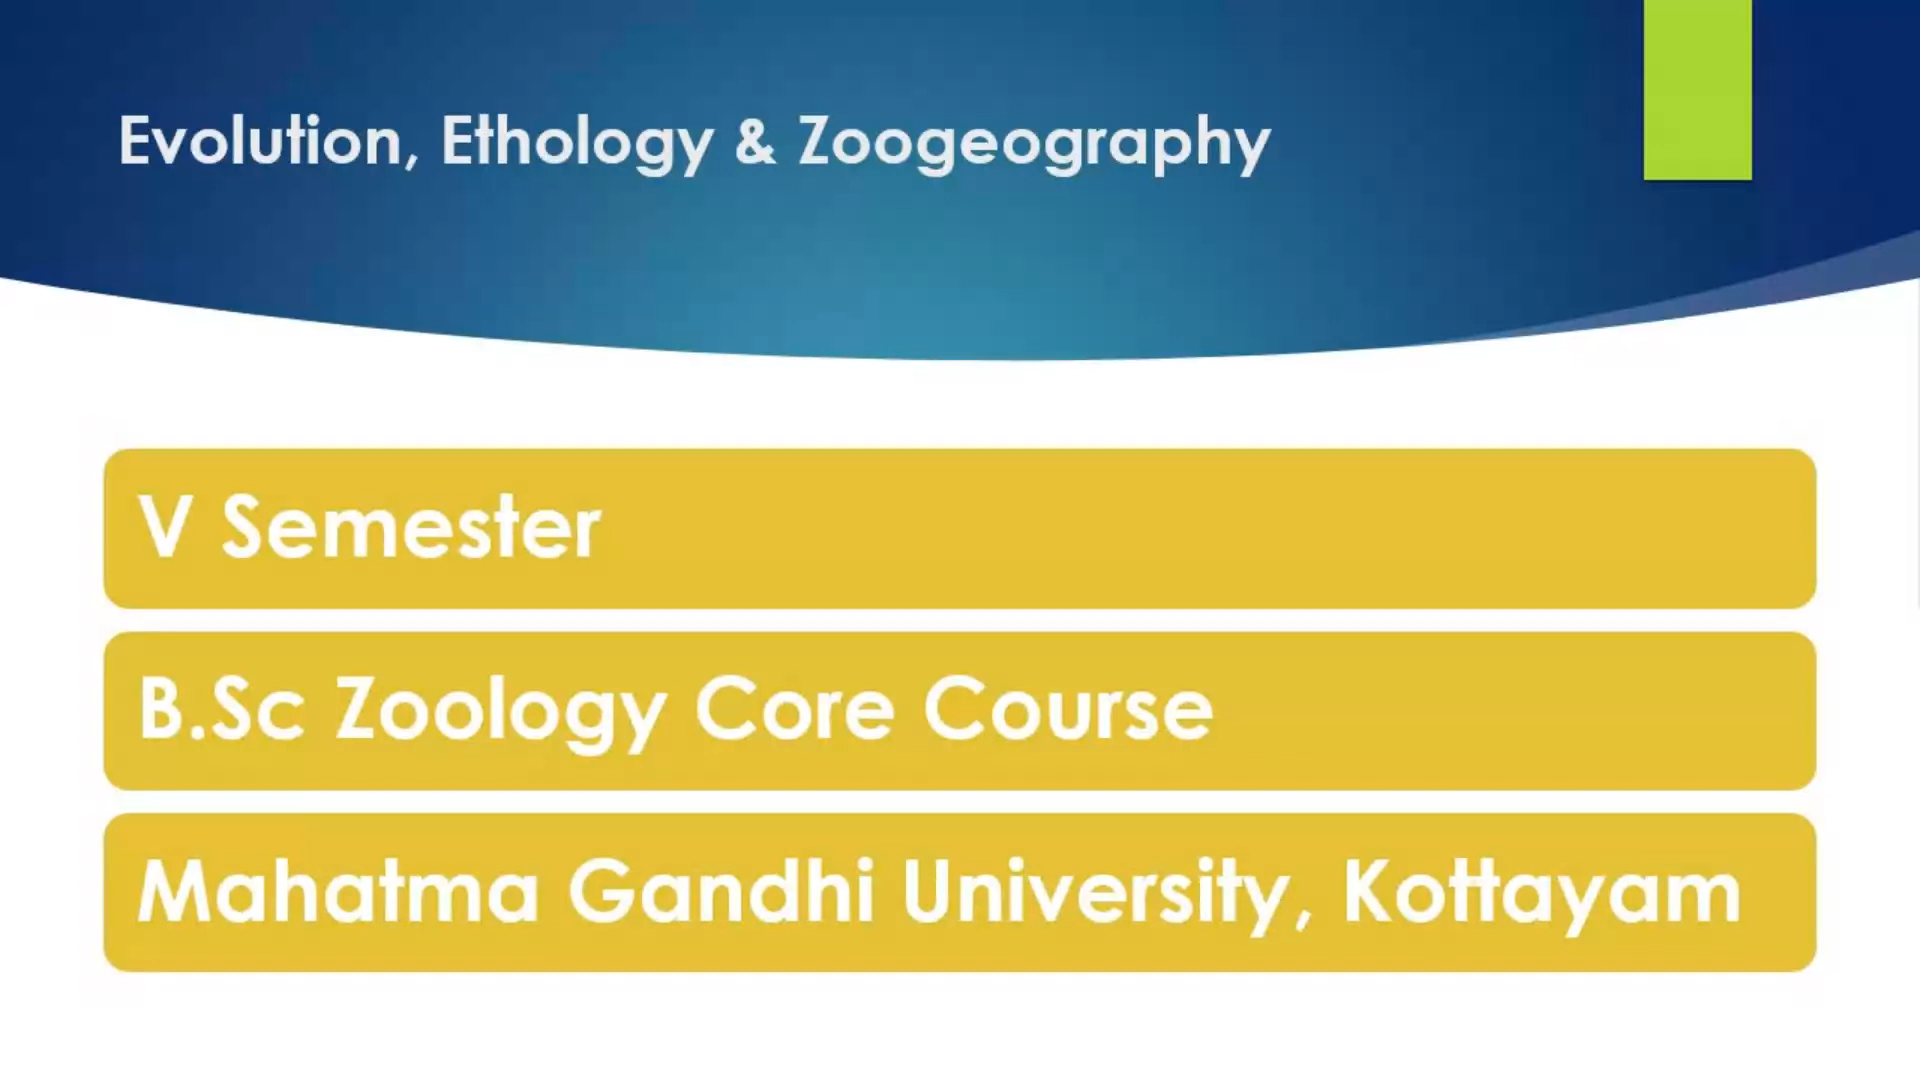 Evolution, Ethology & Zoogeography
V Semester
B.Sc Zoology Core Course
Mahatma Gandhi University, Kottayam